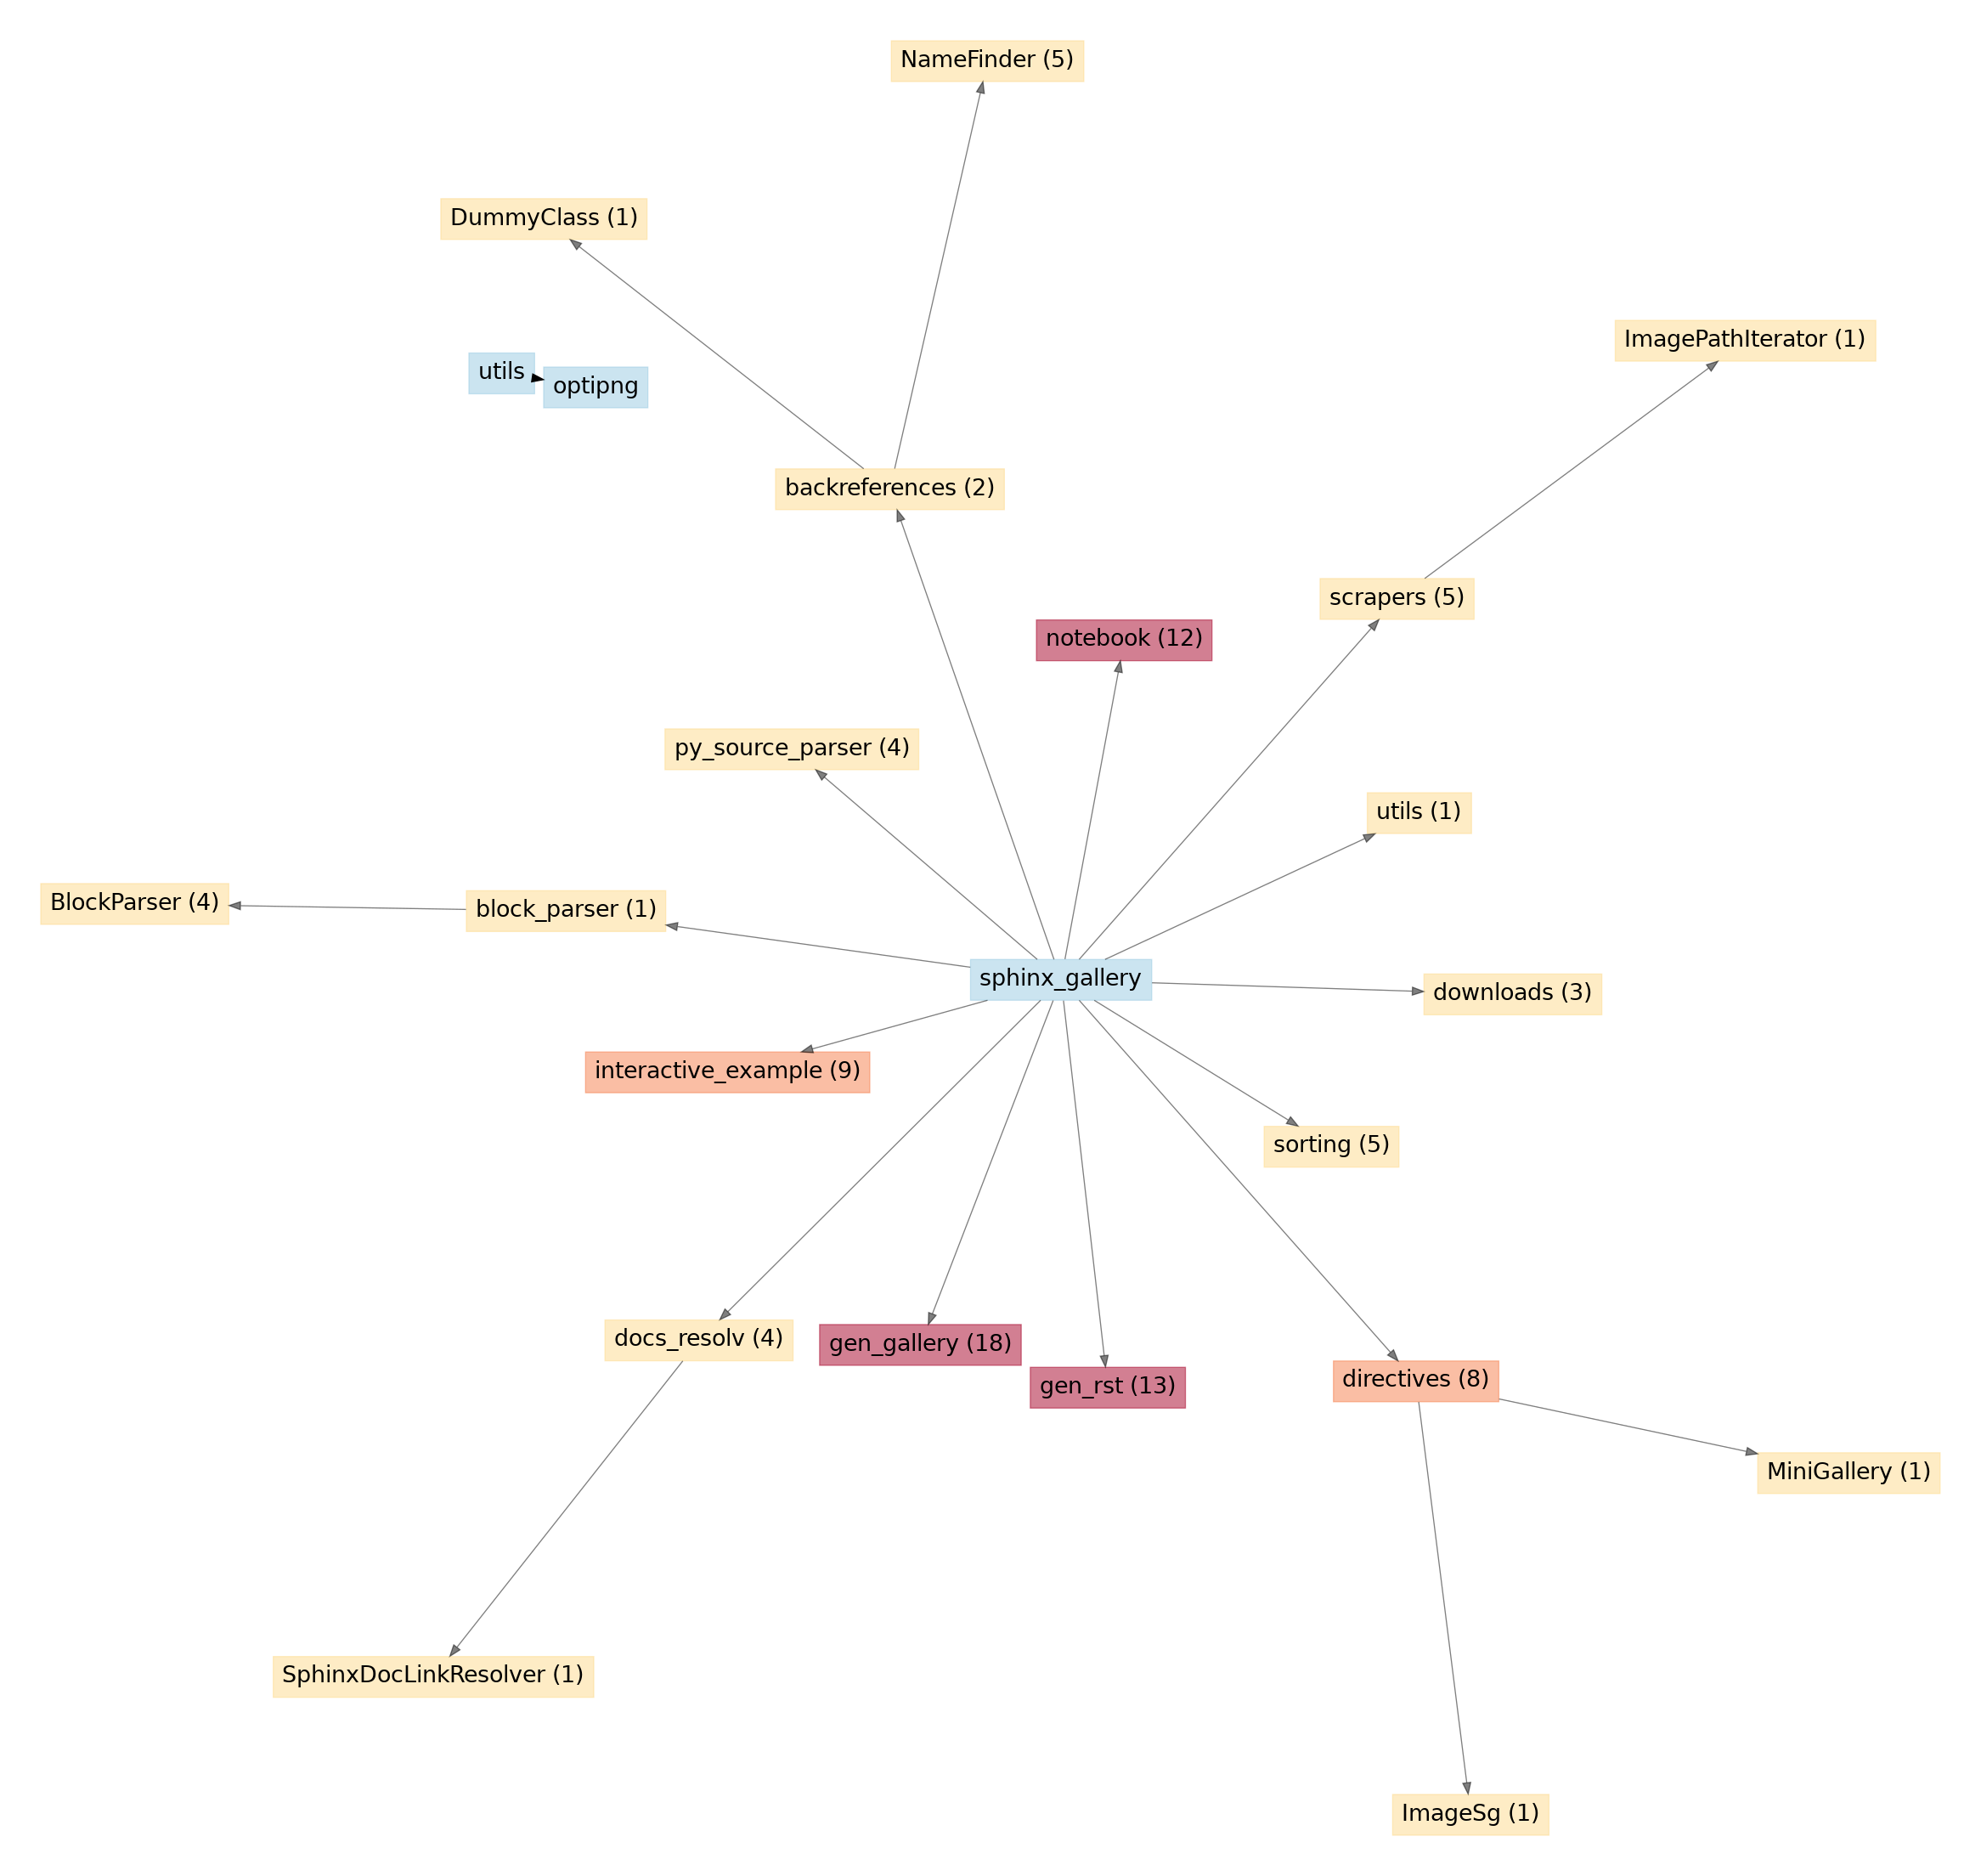 NameFinder (5)
DummyClass (1)
ImagePathIterator (1)
utils
optipng
backreferences (2)
scrapers (5)
notebook (12)
py_source_parser (4)
utils (1)
BlockParser (4)
block_parser (1)
sphinx_gallery
downloads (3)
interactive_example (9)
sorting (5)
docs_resolv (4)
gen_gallery (18)
gen_rst (13)
directives (8)
MiniGallery (1)
SphinxDocLinkResolver (1)
ImageSg (1)